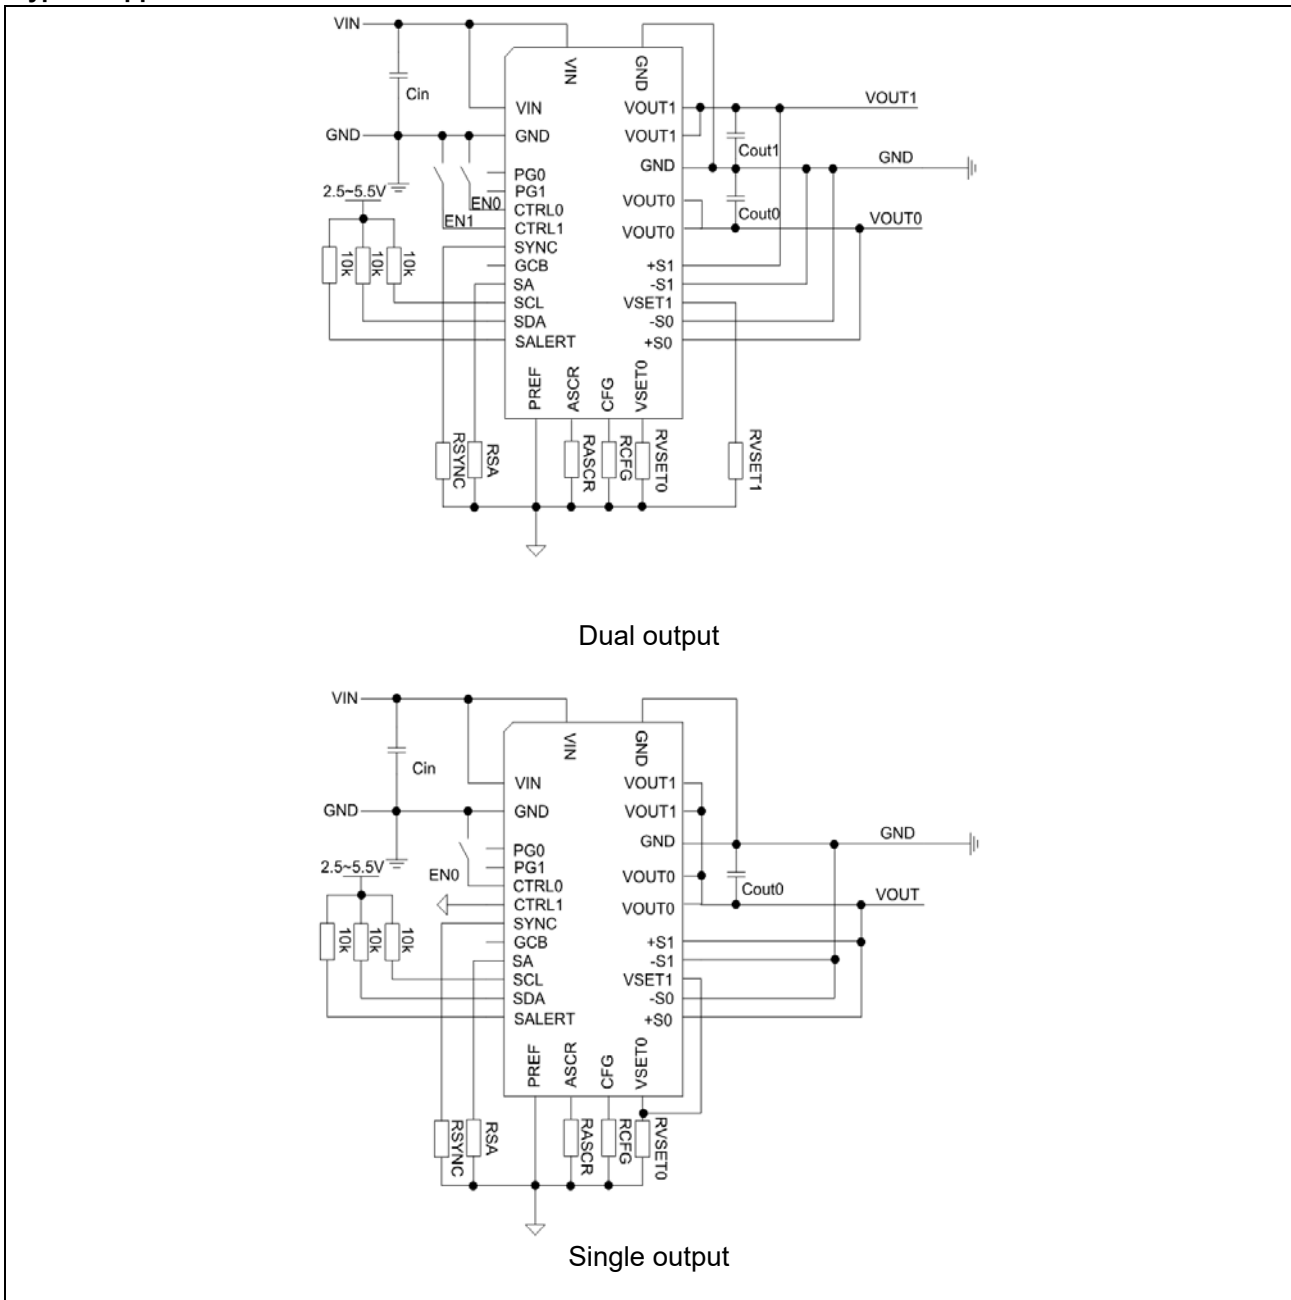 VIN
VIN
GND
Cin
VIN
VOUT1
VOUT1
GND
GND
VOUT1
Cout1
GND
GND
PG0
2.5~5.5V
PG1
EN0
CTRL0
VOUT0
Cout0
EN1
CTRL1
VOUT0
VOUT0
SYNC
10k
10k
10k
GCB
+S1
SA
-S1
SCL
VSET1
SDA
-S0
SALERT
+S0
PREF
ASCR
CFG
VSET0
RSYNC
RSA
RASCR
RCFG
RVSET0
RVSET1
Dual output
VIN
VIN
GND
Cin
VIN
VOUT1
GND
GND
VOUT1
GND
GND
PG0
2.5~5.5V
PG1
EN0
CTRL0
VOUT0
Cout0
CTRL1
VOUT0
VOUT
SYNC
10k
10k
10k
GCB
+S1
SA
-S1
SCL
VSET1
SDA
-S0
SALERT
+S0
PREF
ASCR
CFG
VSET0
RSYNC
RSA
RASCR
RCFG
RVSET0
Single output